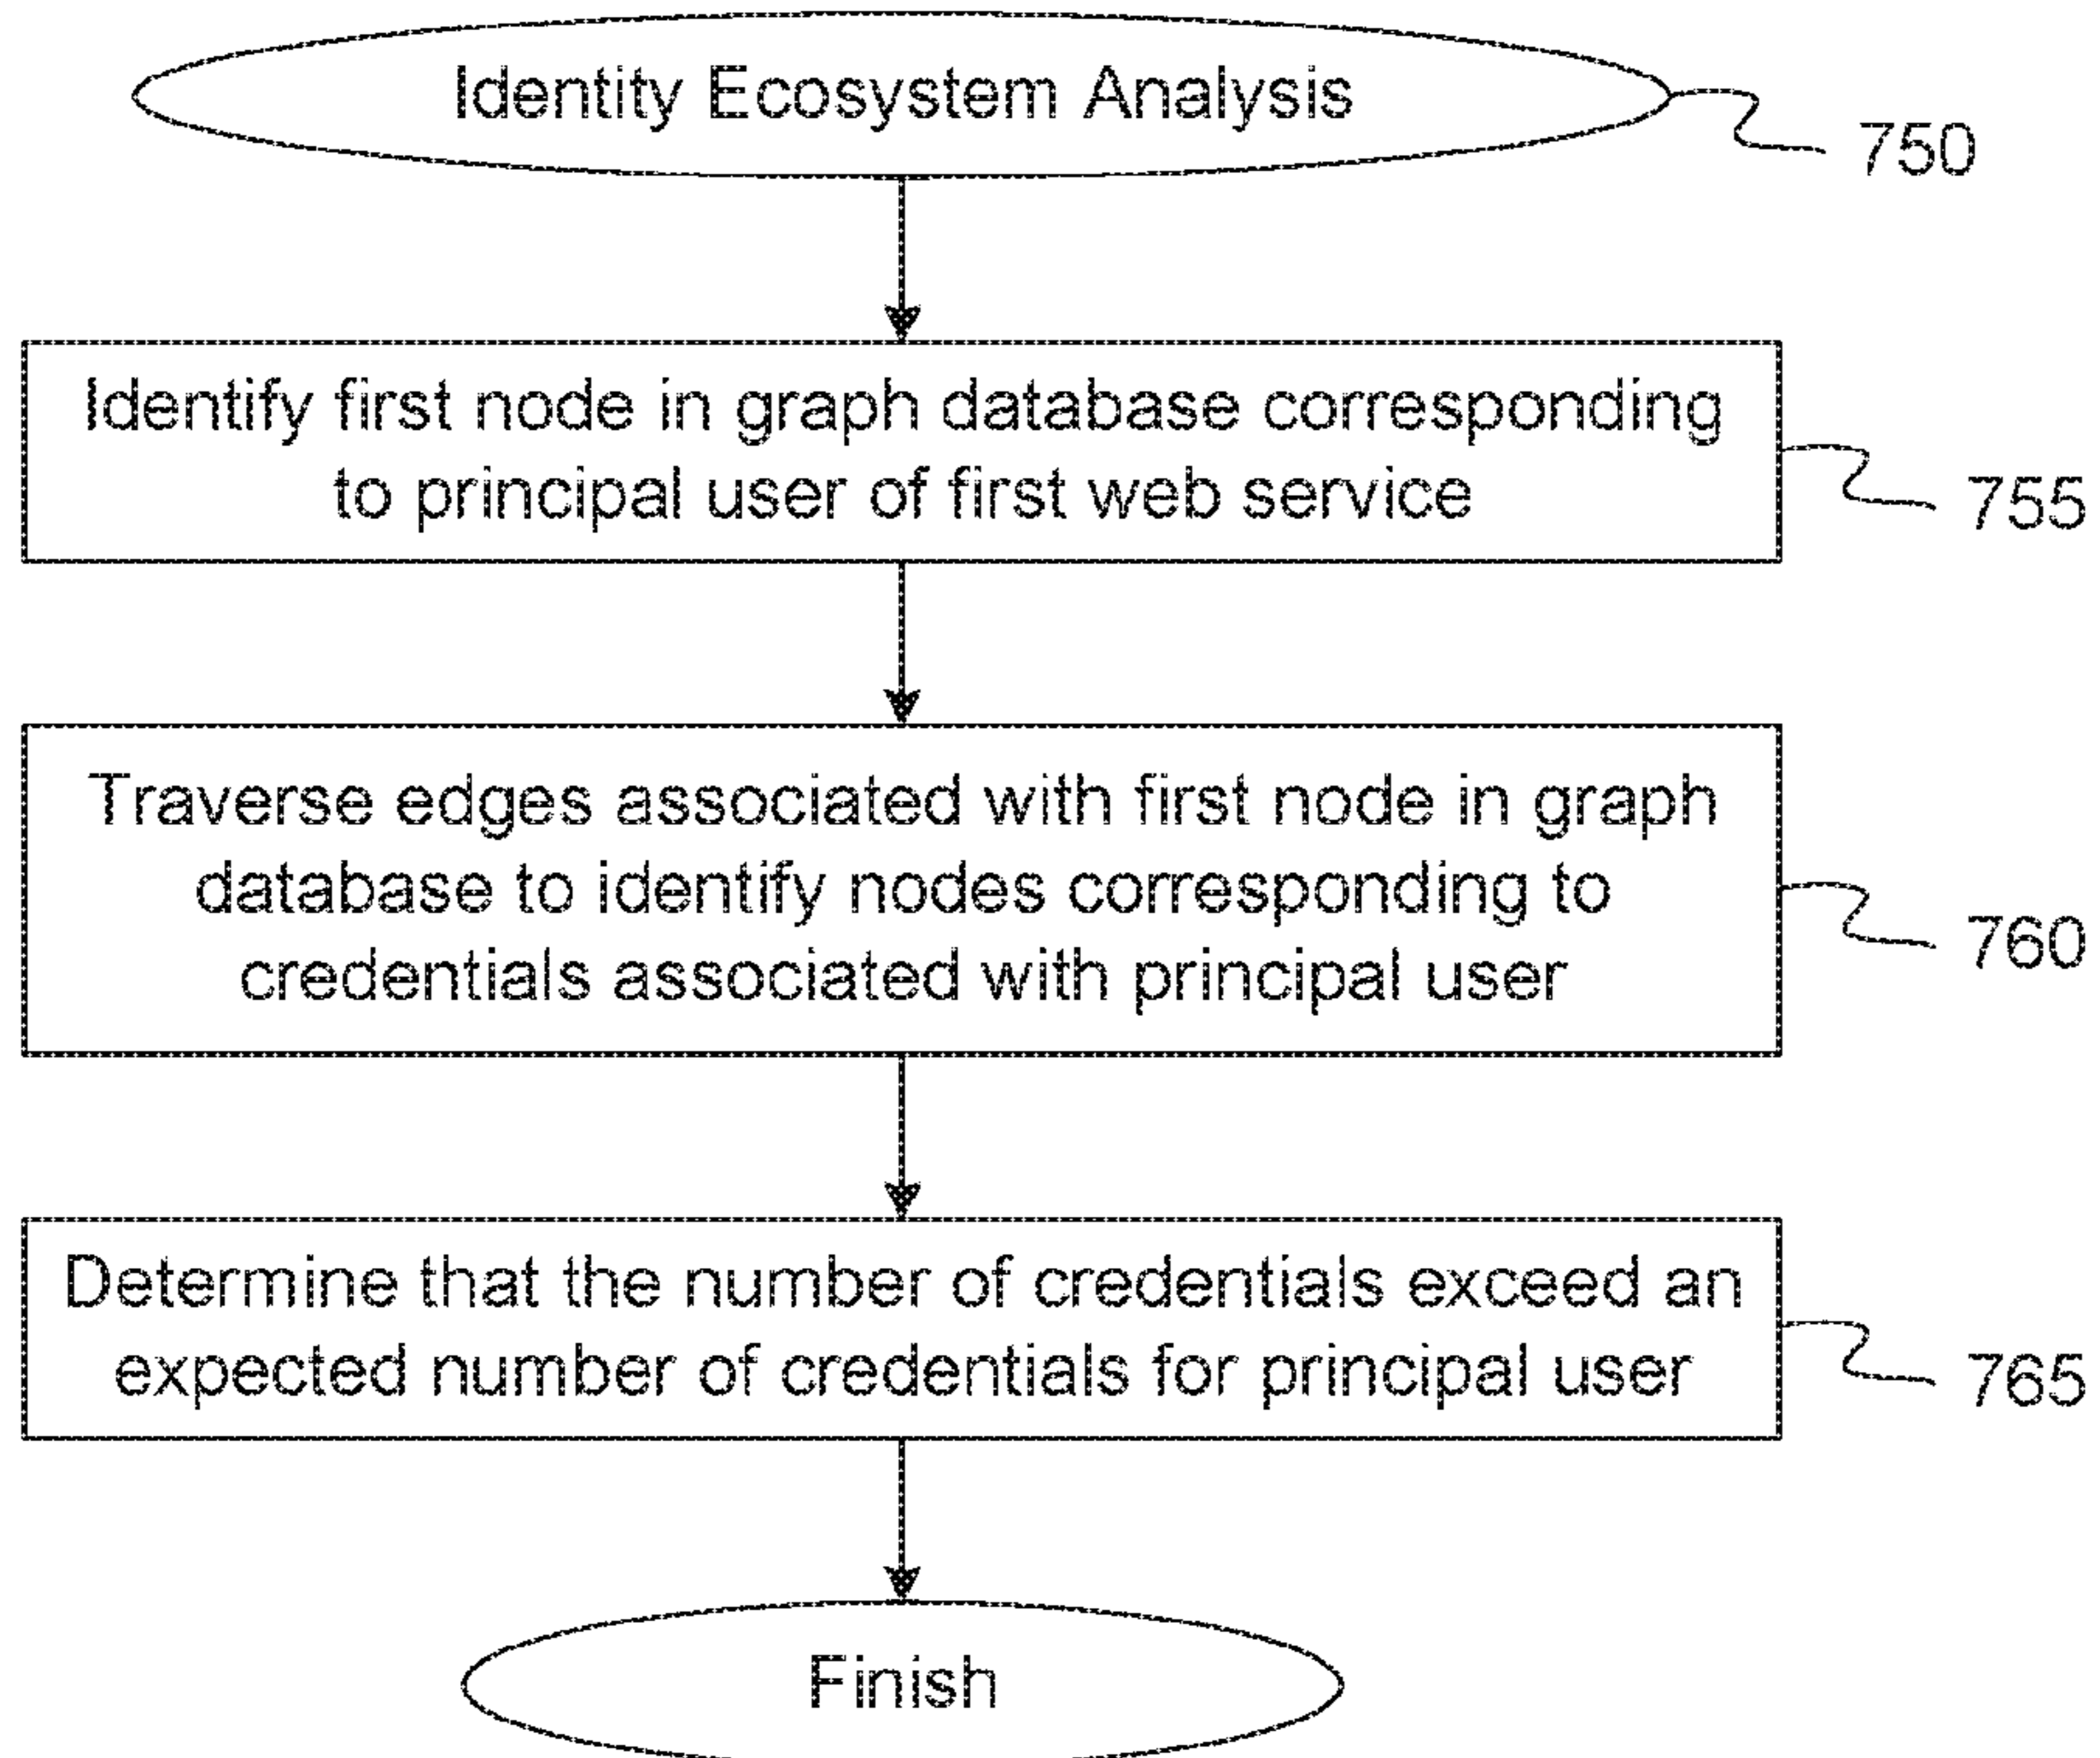 Identity Ecosystem Analysis
750
Identify first node in graph database corresponding
to principal user of first web service
755
Traverse edges associated with first node in graph
database to identify nodes corresponding to
credentials associated with principal user
760
Determine that the number of credentials exceed an
expected number of credentials for principal user
765
Finish